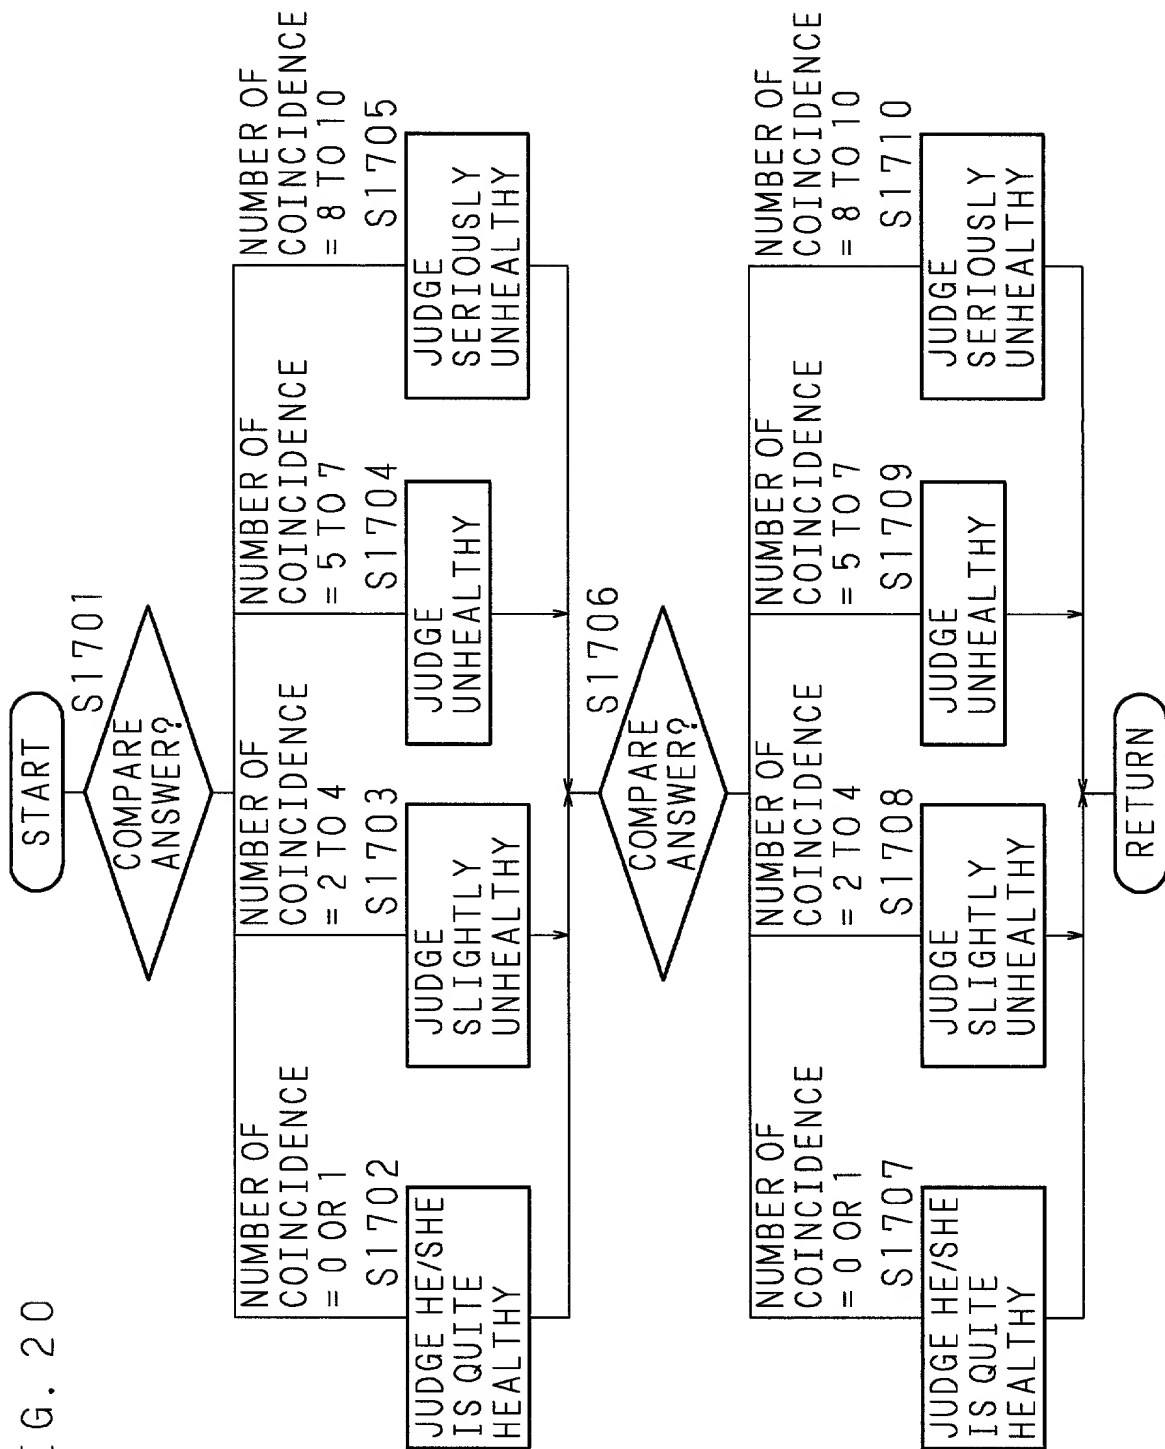 FIG. 20
START
S1701
COMPARE
ANSWER?
NUMBER OF
COINCIDENCE
= 0 OR 1
S1702
JUDGE HE/SHE
IS QUITE
HEALTHY
NUMBER OF
COINCIDENCE
= 2 TO 4
S1703
JUDGE
SLIGHTLY
UNHEALTHY
NUMBER OF
COINCIDENCE
= 5 TO 7
S1704
JUDGE
UNHEALTHY
NUMBER OF
COINCIDENCE
= 8 TO 10
S1705
JUDGE
SERIOUSLY
UNHEALTHY
S1706
COMPARE
ANSWER?
NUMBER OF
COINCIDENCE
= 0 OR 1
S1707
JUDGE HE/SHE
IS QUITE
HEALTHY
NUMBER OF
COINCIDENCE
= 2 TO 4
S1708
JUDGE
SLIGHTLY
UNHEALTHY
NUMBER OF
COINCIDENCE
= 5 TO 7
S1709
JUDGE
UNHEALTHY
NUMBER OF
COINCIDENCE
= 8 TO 10
S1710
JUDGE
SERIOUSLY
UNHEALTHY
RETURN